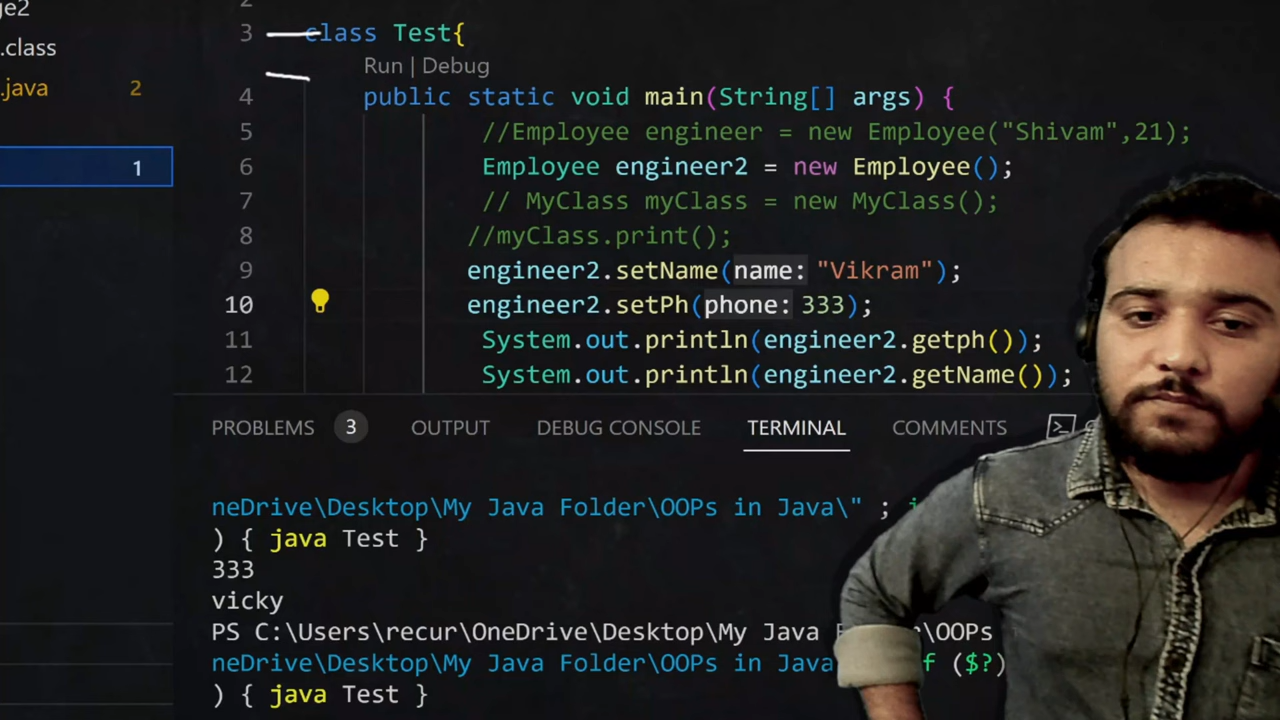 ge2
.class
.java 2
1
2
3 class Test{
Run | Debug
4 public static void main(String[] args) {
5 //Employee engineer = new Employee("Shivam",21);
6 Employee engineer2 = new Employee();
7 // MyClass myClass = new MyClass();
8 //myClass.print();
9 engineer2.setName(name: "Vikram");
10 engineer2.setPh(phone: 333);
11 System.out.println(engineer2.getph());
12 System.out.println(engineer2.getName());
PROBLEMS 3 OUTPUT DEBUG CONSOLE TERMINAL COMMENTS
neDrive\Desktop\My Java Folder\OOPs in Java\" ;
) { java Test }
333
vicky
PS C:\Users\recur\OneDrive\Desktop\My Java \OOPs
neDrive\Desktop\My Java Folder\OOPs in Java ($?)
) { java Test }